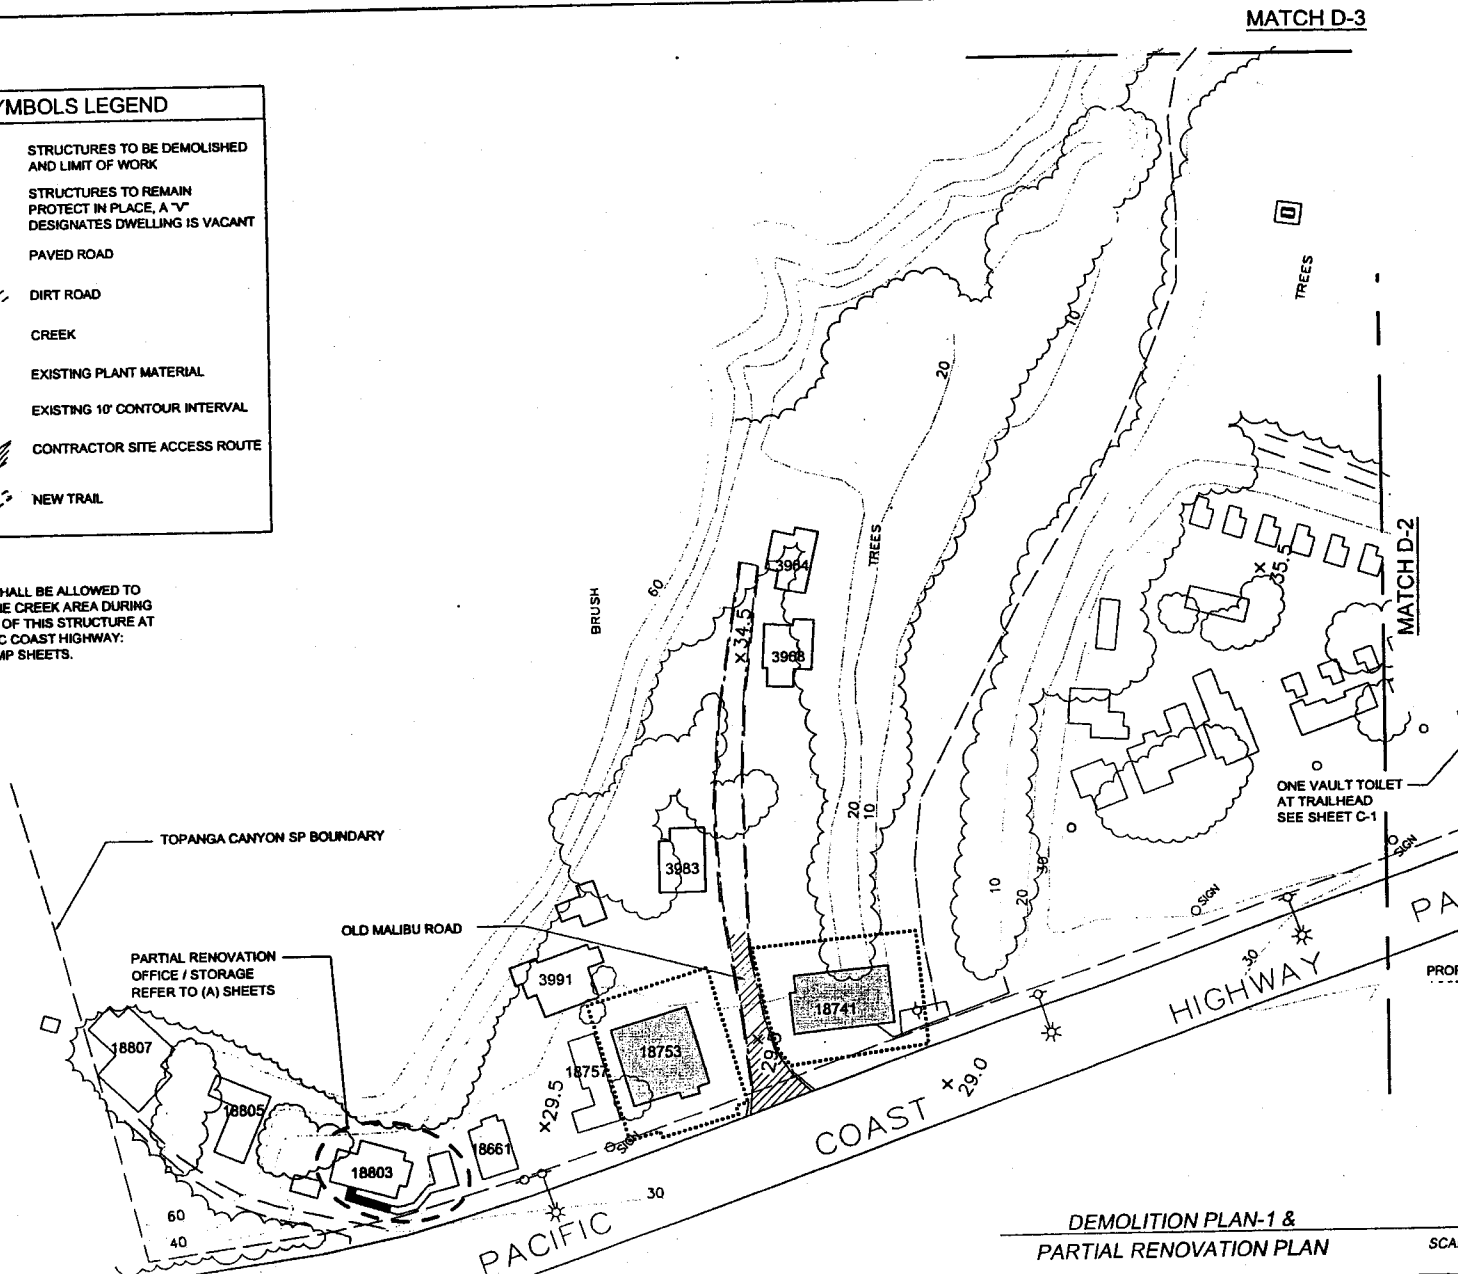 MATCH D-3
YMBOLS LEGEND
STRUCTURES TO BE DEMOLISHED
AND LIMIT OF WORK
STRUCTURES TO REMAIN
PROTECT IN PLACE, A "V"
DESIGNATES DWELLING IS VACANT
PAVED ROAD
DIRT ROAD
CREEK
EXISTING PLANT MATERIAL
EXISTING 10' CONTOUR INTERVAL
CONTRACTOR SITE ACCESS ROUTE
NEW TRAIL
HALL BE ALLOWED TO
E CREEK AREA DURING
OF THIS STRUCTURE AT
C COAST HIGHWAY:
MP SHEETS.
TREES
10
20
MATCH D-2
35.5
TREES
3964
60
BRUSH
34.5
3968
ONE VAULT TOILET
AT TRAILHEAD
SEE SHEET C-1
20
10
TOPANGA CANYON SP BOUNDARY
SIGN
3983
10
20
30
SIGN
PA
OLD MALIBU ROAD
PARTIAL RENOVATION
OFFICE / STORAGE
REFER TO (A) SHEETS
3991
30
PROP
HIGHWAY
18741
18807
18753
18757
29.0
29.5
18805
COAST
SIGN
18661
18803
30
60
40
PACIFIC
DEMOLITION PLAN-1 &
PARTIAL RENOVATION PLAN
SCA